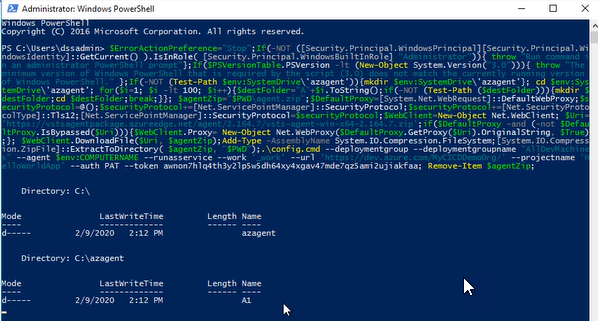 Administrator: Windows PowerShell
Windows PowerShell
Copyright (C) 2016 Microsoft Corporation. All rights reserved.
PS C:\Users\dssadmin> $ErrorActionPreference="Stop";If(-NOT ([Security.Principal.WindowsPrincipal][Security.Principal.Wi
ndowsIdentity]::GetCurrent() ).IsInRole( [Security.Principal.WindowsBuiltInRole] "Administrator")){ throw "Run command i
n an administrator PowerShell prompt"};If($PSVersionTable.PSVersion -lt (New-Object System.Version("3.0"))){ throw "The
minimum version of Windows PowerShell that is required by the script (3.0) does not match the currently running version
of Windows PowerShell." };If(-NOT (Test-Path $env:SystemDrive\'azagent')){mkdir $env:SystemDrive\'azagent'}; cd $env:Sys
temDrive\'azagent'; for($i=1; $i -lt 100; $i++){$destFolder="A"+$i.ToString();if(-NOT (Test-Path ($destFolder))){mkdir $
destFolder;cd $destFolder;break;}}; $agentZip="$PWD\agent.zip";$DefaultProxy=[System.Net.WebRequest]::DefaultWebProxy;$s
ecurityProtocol=@();$securityProtocol+=[Net.ServicePointManager]::SecurityProtocol;$securityProtocol+=[Net.SecurityProto
colType]::Tls12;[Net.ServicePointManager]::SecurityProtocol=$securityProtocol;$WebClient=New-Object Net.WebClient; $Uri=
'https://vstsagentpackage.azureedge.net/agent/2.164.7/vsts-agent-win-x64-2.164.7.zip';if($DefaultProxy -and (-not $Defau
ltProxy.IsBypassed($Uri))){$WebClient.Proxy= New-Object Net.WebProxy($DefaultProxy.GetProxy($Uri).OriginalString, $True)
;}; $WebClient.DownloadFile($Uri, $agentZip);Add-Type -AssemblyName System.IO.Compression.FileSystem;[System.IO.Compress
ion.ZipFile]::ExtractToDirectory( $agentZip, "$PWD");.\config.cmd --deploymentgroup --deploymentgroupname "AllDevMachine
s" --agent $env:COMPUTERNAME --runasservice --work '_work' --url 'https://dev.azure.com/MyCICDDemoOrg/' --projectname 'H
elloWorldApp' --auth PAT --token awnon7hlq4th3y2lp5w5dh64xy4xgav47mde7qz5ami2ujiakfaa; Remove-Item $agentZip;
Directory: C:\
Mode LastWriteTime Length Name
---- ------------- ------ ----
d----- 2/9/2020 2:12 PM azagent
Directory: C:\azagent
Mode LastWriteTime Length Name
---- ------------- ------ ----
d----- 2/9/2020 2:12 PM A1